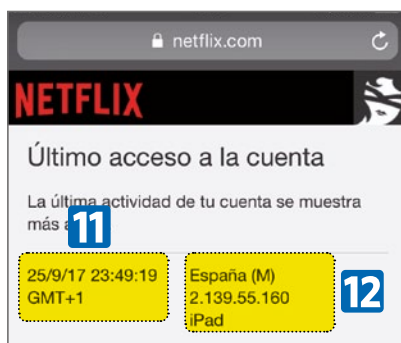 netflix.com
NETFLIX
Último acceso a la cuenta
La última actividad de tu cuenta se muestra
más a
11
25/9/17 23:49:19
GMT+1
España (M)
2.139.55.160
iPad
12